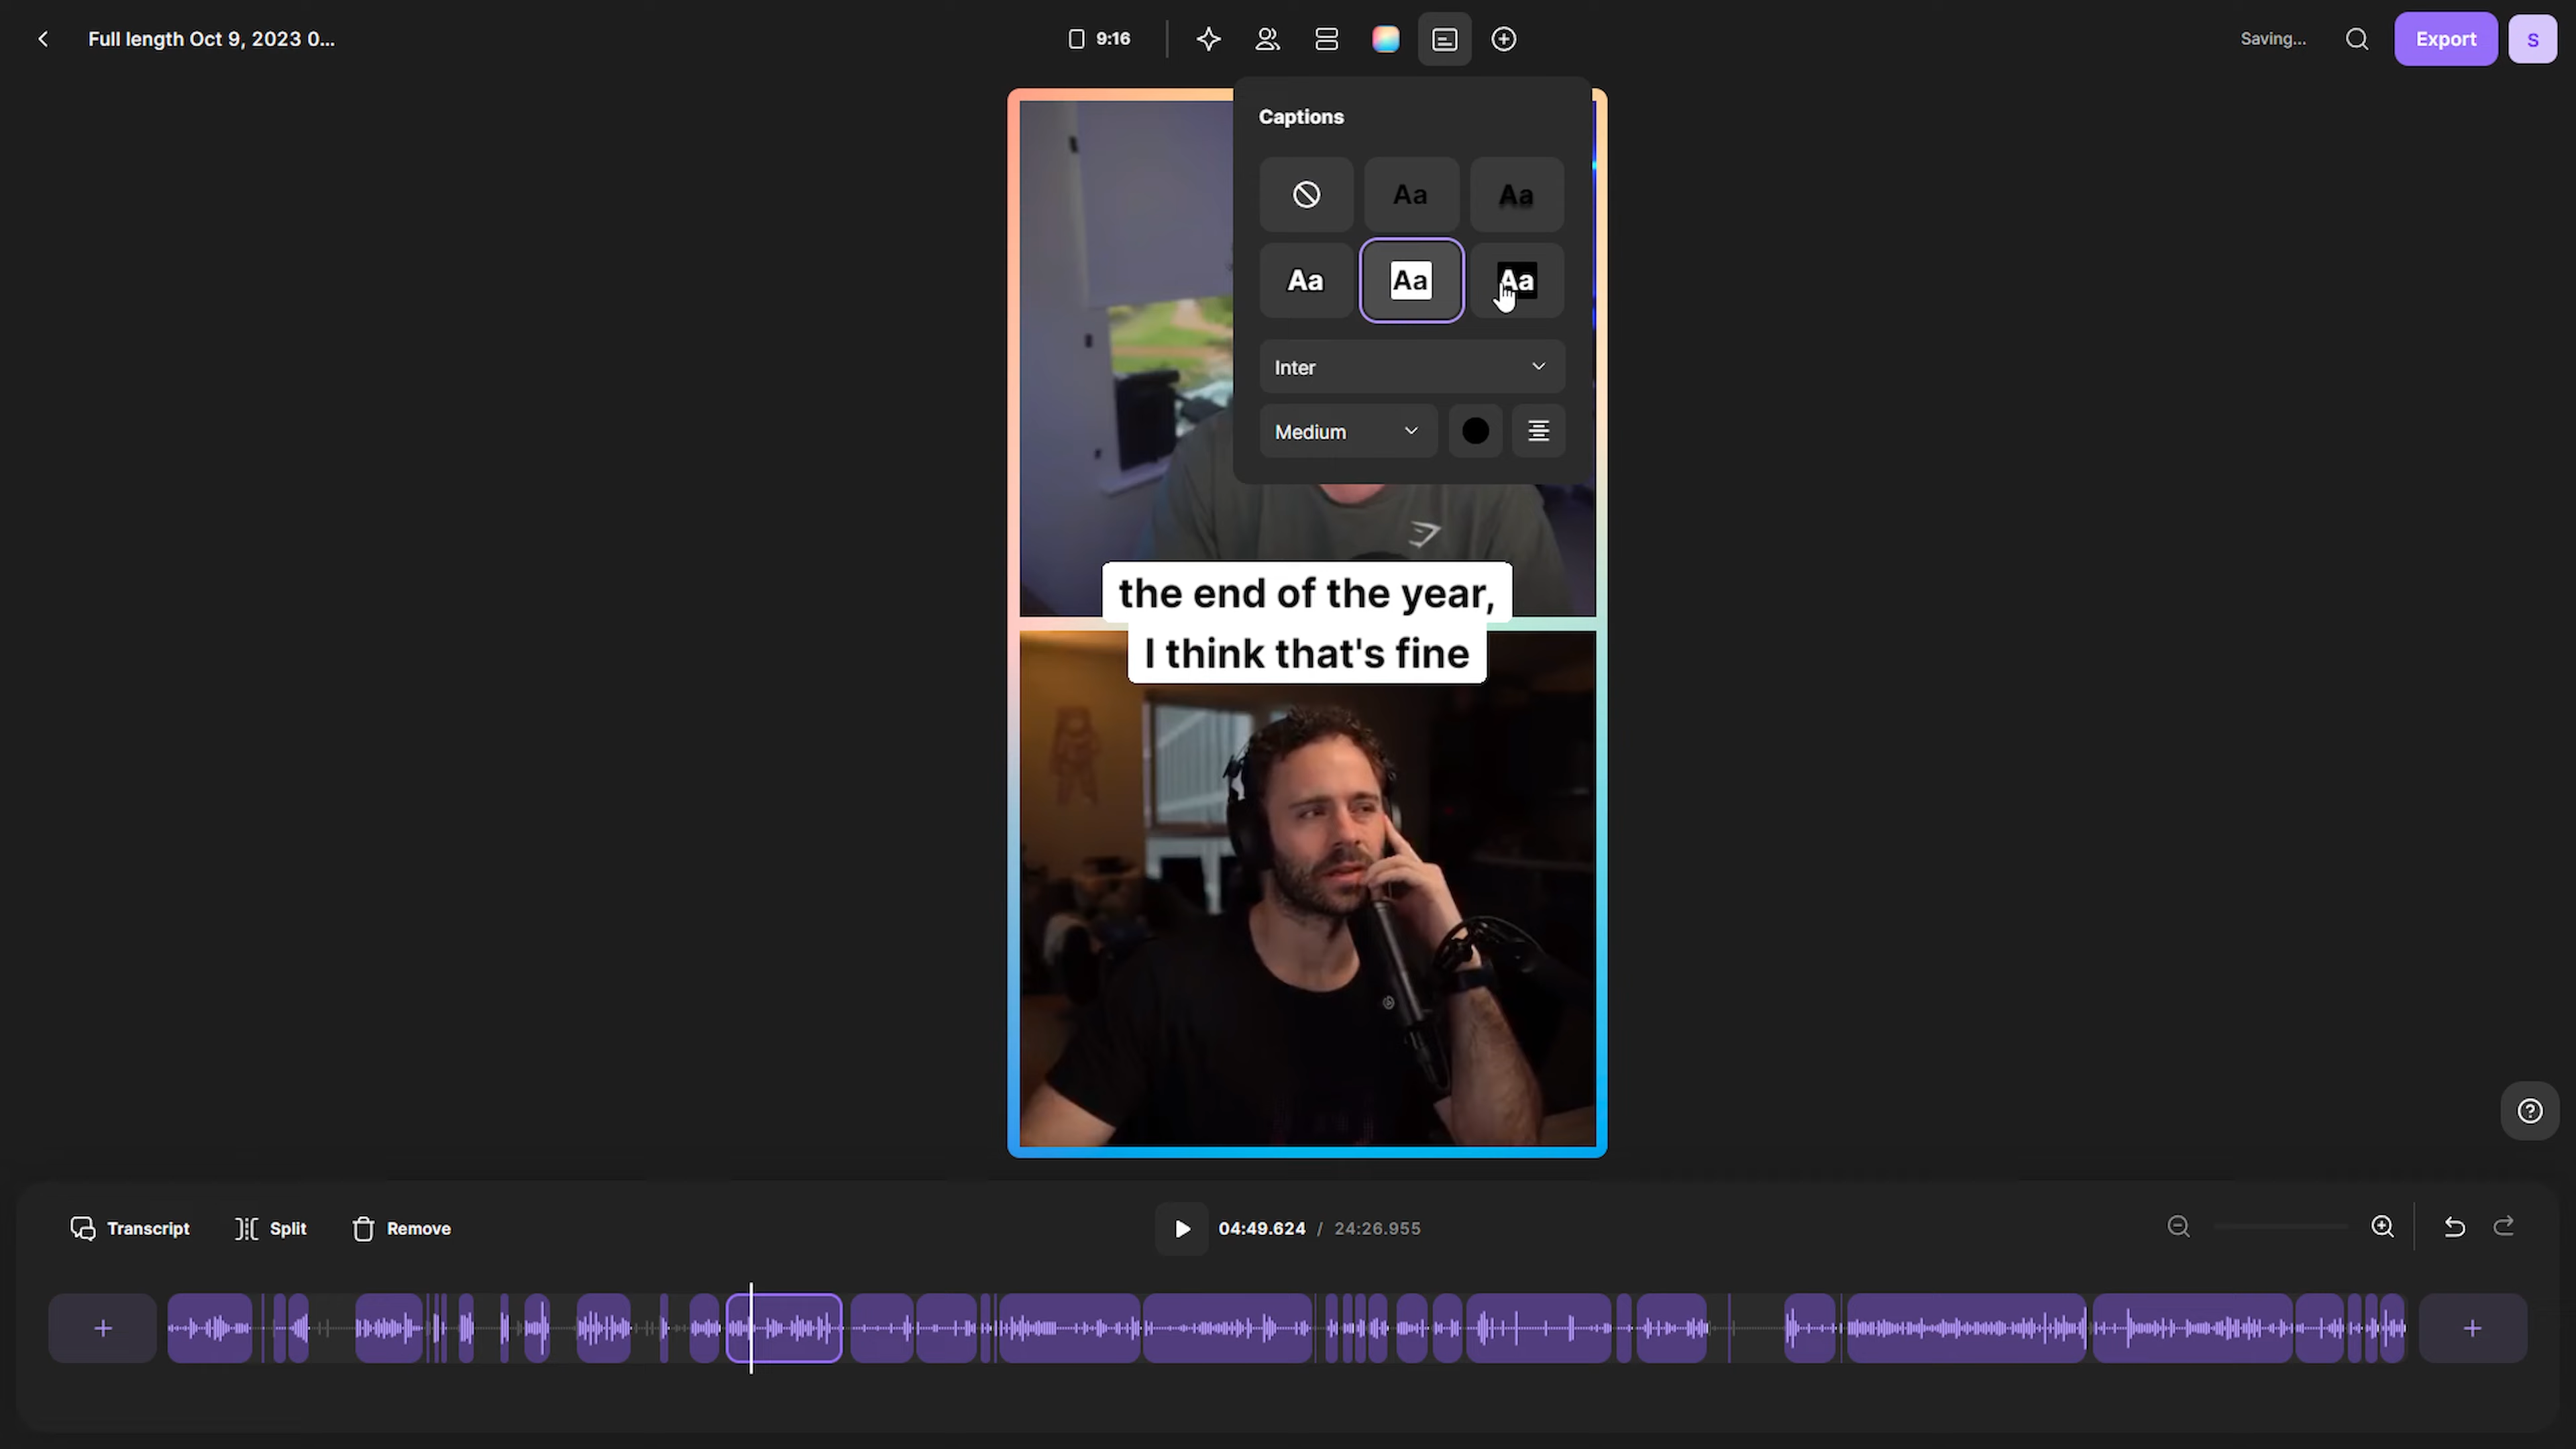 Full length Oct 9, 2023 0...
9:16
Saving...
Export
S
Captions
Aa
Aa
Aa
Aa
Aa
Inter
Medium
the end of the year,
I think that's fine
Transcript
Split
Remove
04:49.624 / 24:26.955